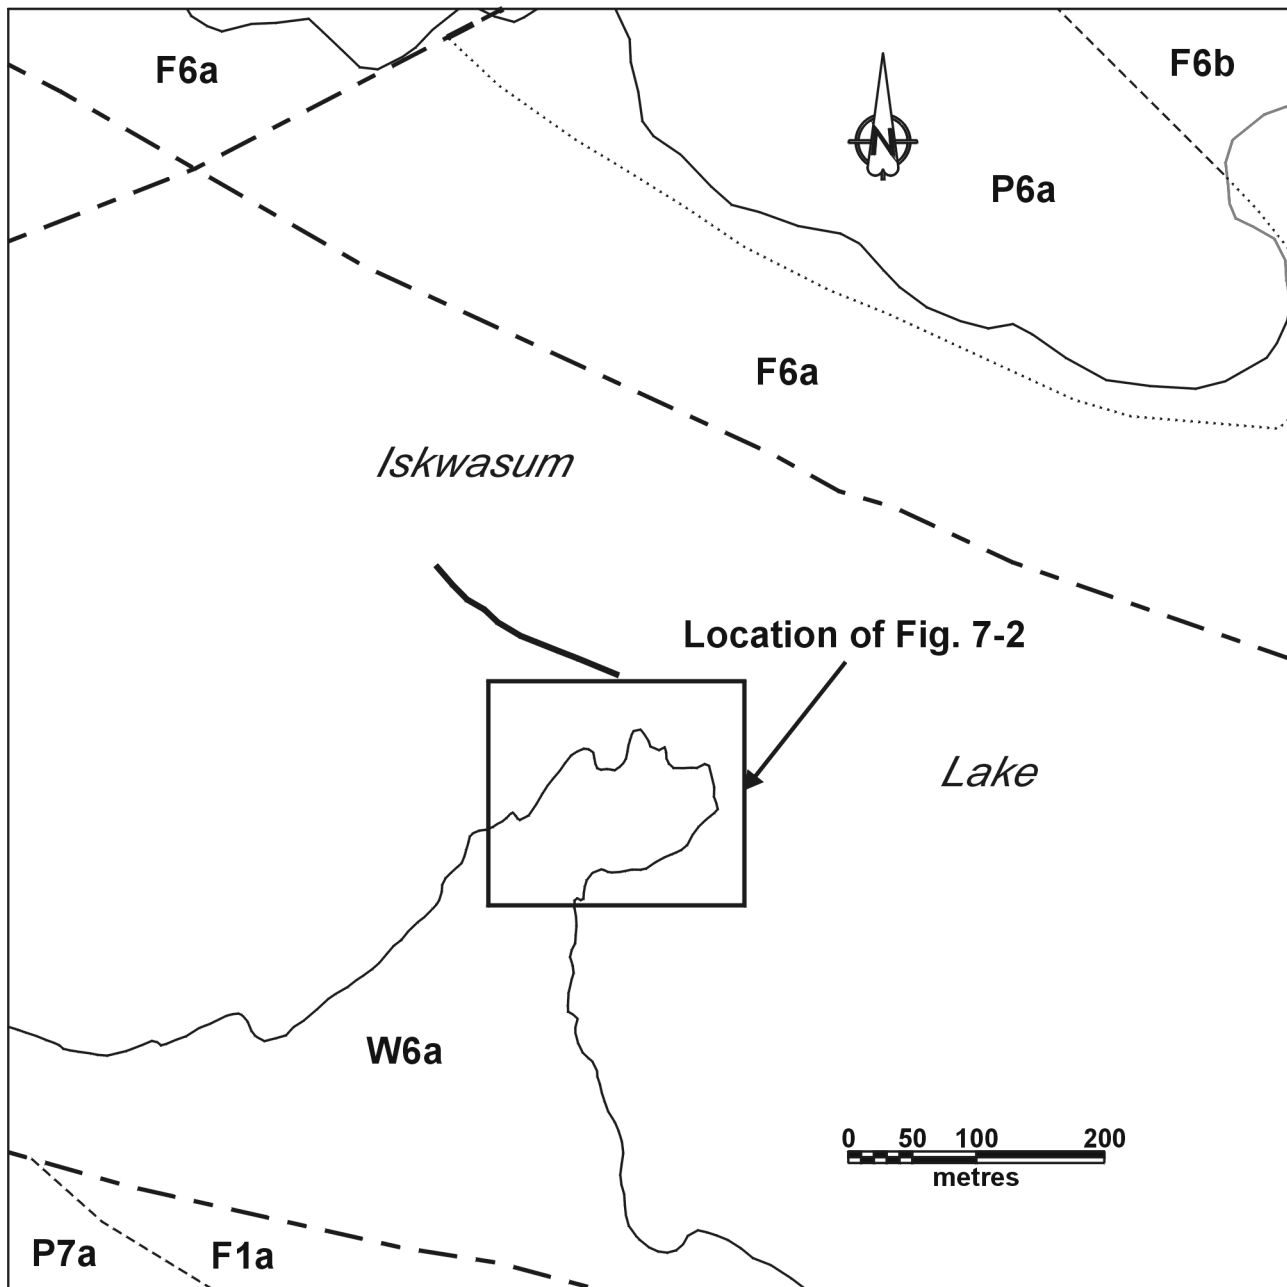 F6a
F6b
N
P6a
F6a
Iskwasum
Location of Fig. 7-2
Lake
W6a
0 50 100 200
metres
P7a
F1a